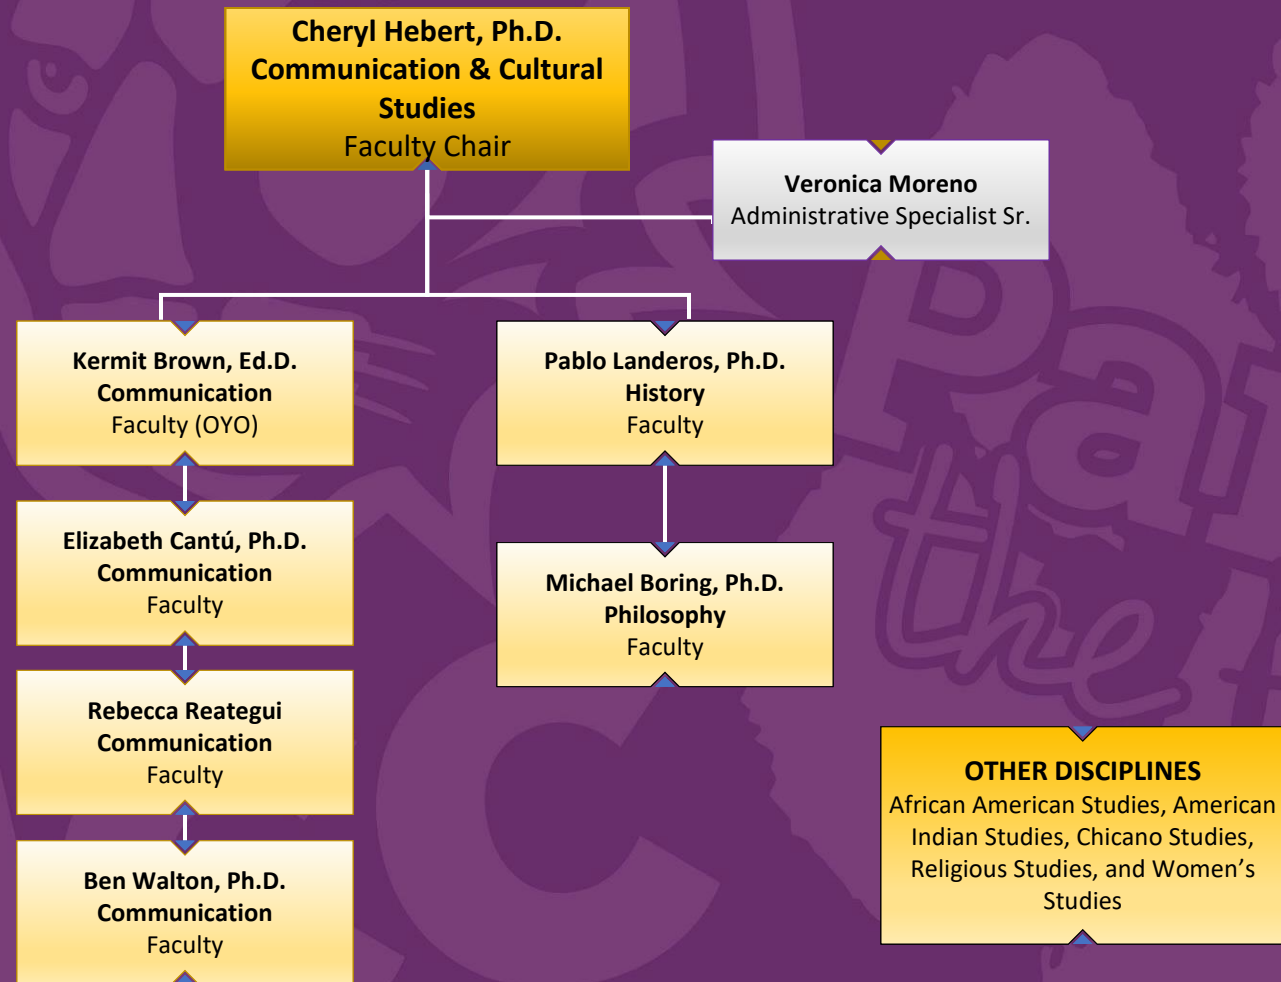 Cheryl Hebert, Ph.D.
Communication & Cultural
Studies
Faculty Chair
Veronica Moreno
Administrative Specialist Sr.
Kermit Brown, Ed.D.
Communication
Faculty (OYO)
Pablo Landeros, Ph.D.
History
Faculty
Elizabeth Cantú, Ph.D.
Communication
Faculty
Michael Boring, Ph.D.
Philosophy
Faculty
Rebecca Reategui
Communication
Faculty
Ben Walton, Ph.D.
Communication
Faculty
OTHER DISCIPLINES
African American Studies, American
Indian Studies, Chicano Studies,
Religious Studies, and Women’s
Studies
the